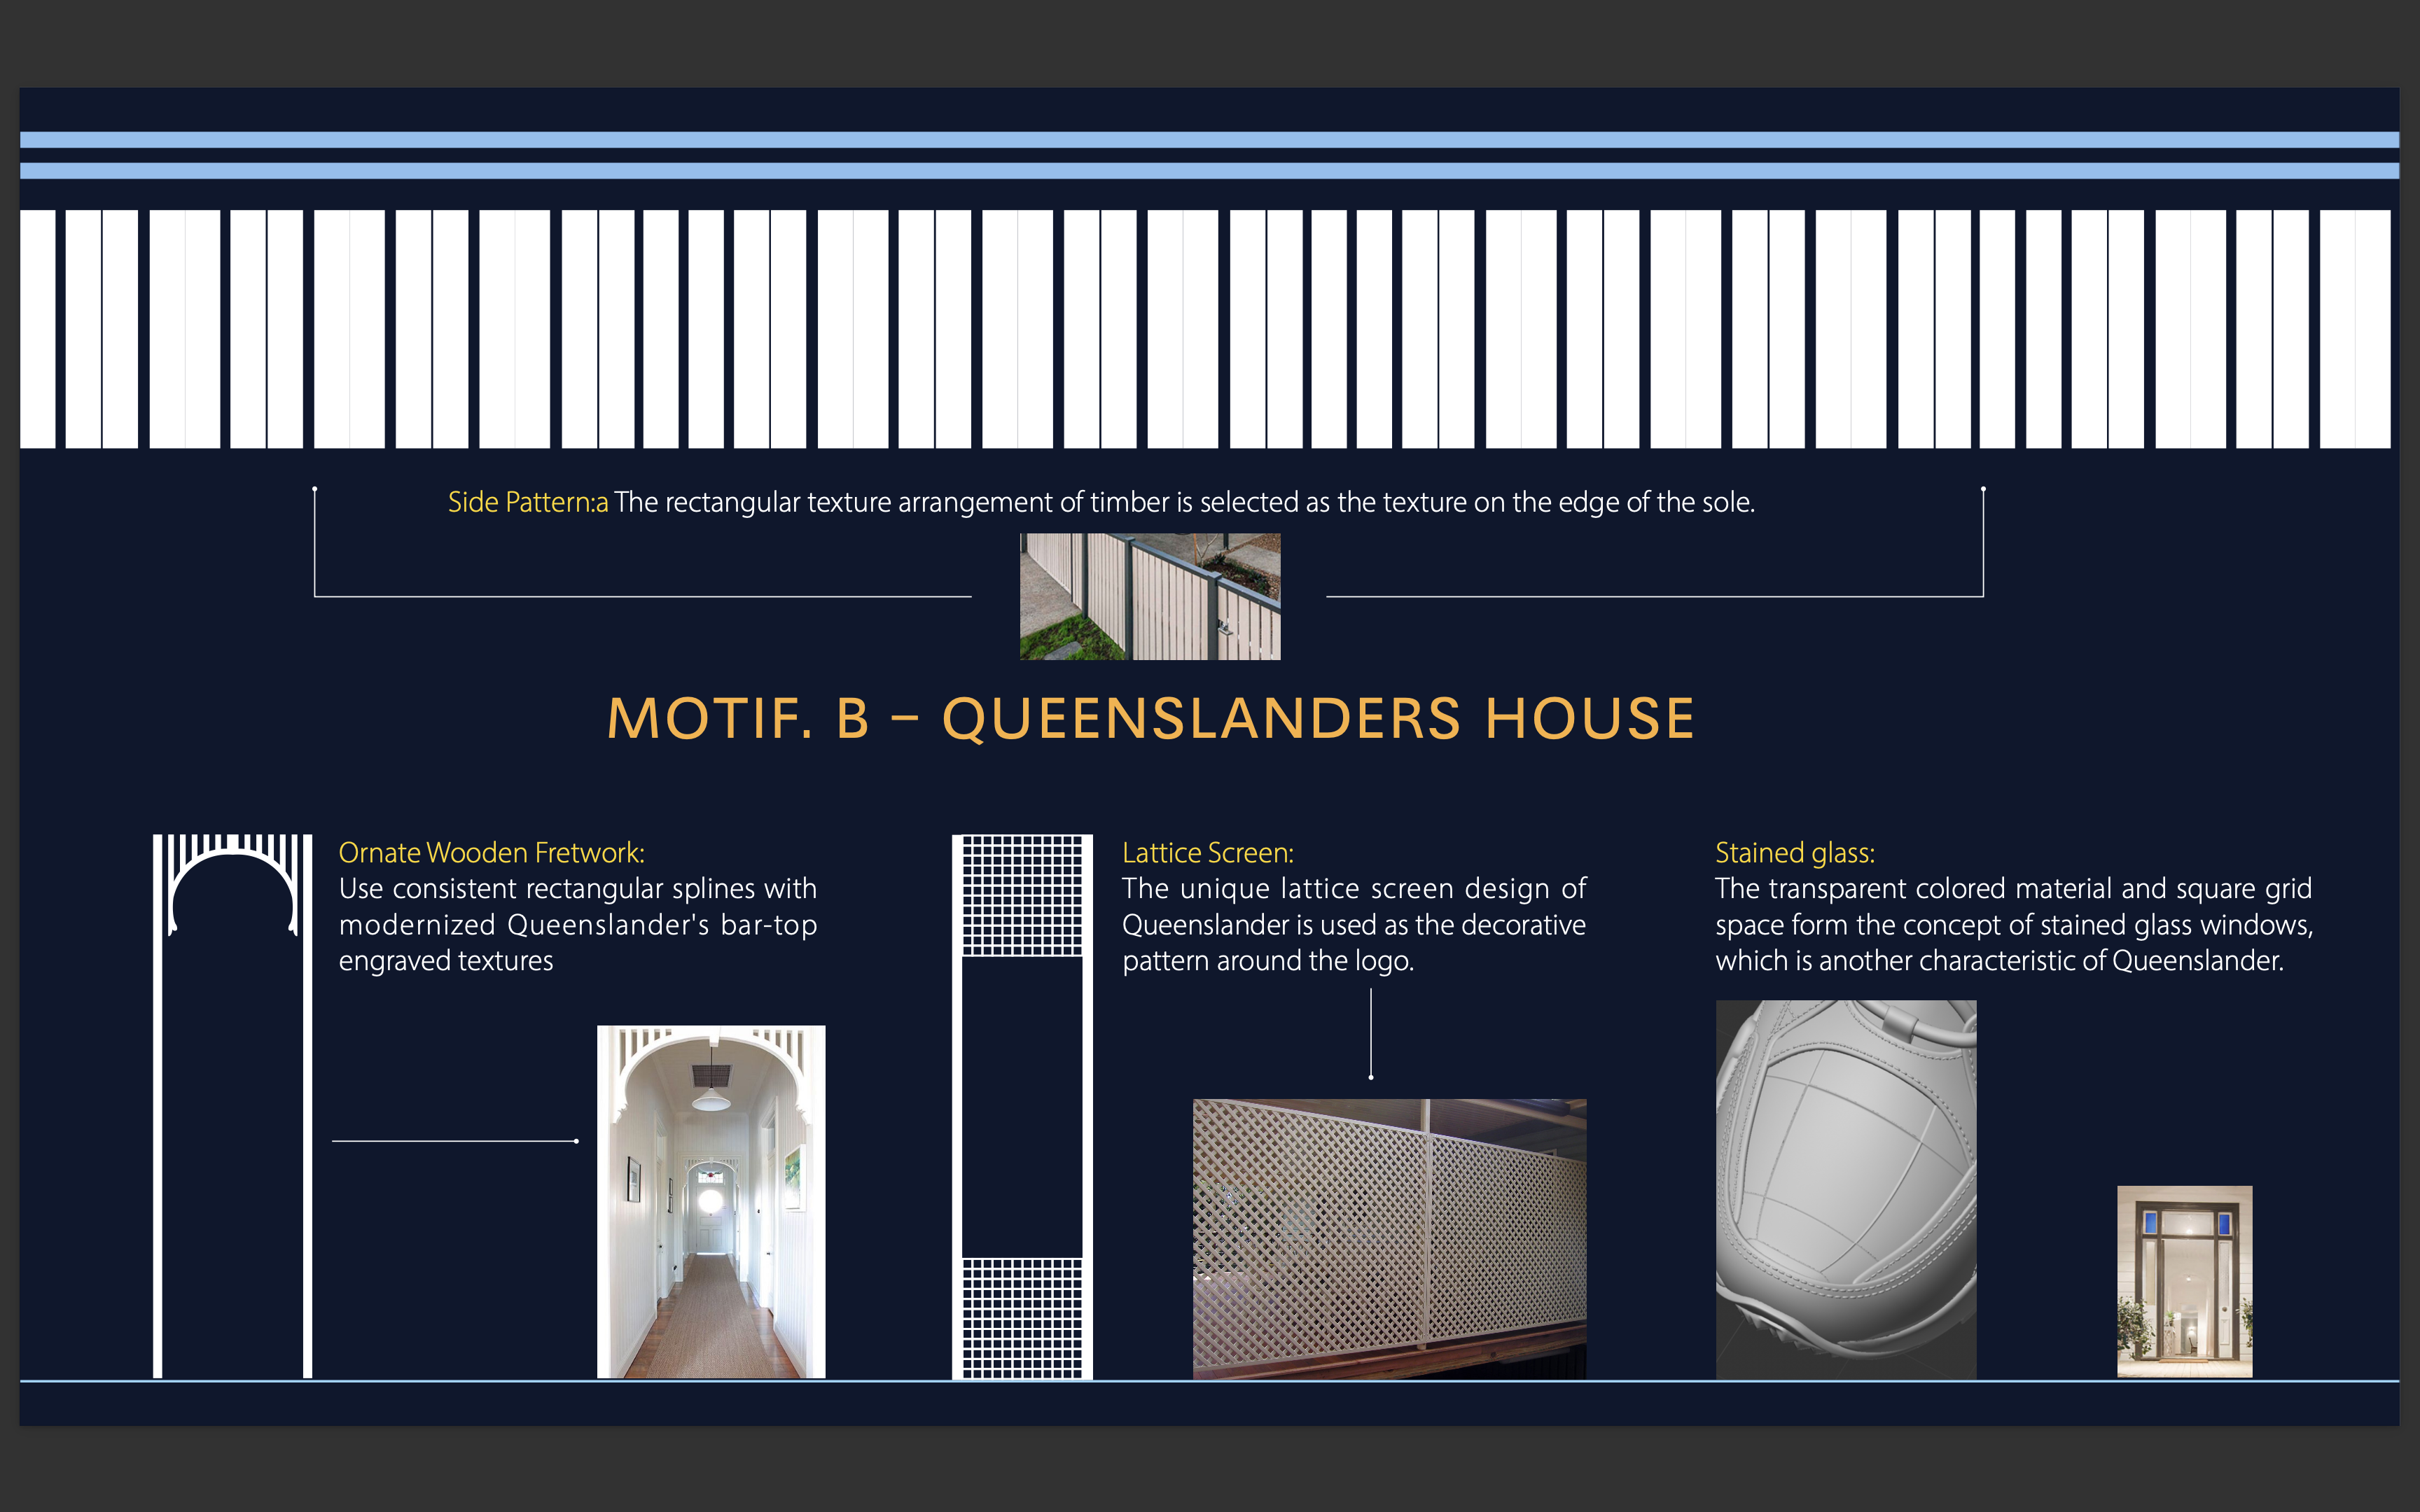 Side Pattern:a The rectangular texture arrangement of timber is selected as the texture on the edge of the sole.
MOTIF. B – QUEENSLANDERS HOUSE
Ornate Wooden Fretwork:
Use consistent rectangular splines with
modernized Queenslander's bar-top
engraved textures
Lattice Screen:
The unique lattice screen design of
Queenslander is used as the decorative
pattern around the logo.
Stained glass:
The transparent colored material and square grid
space form the concept of stained glass windows,
which is another characteristic of Queenslander.